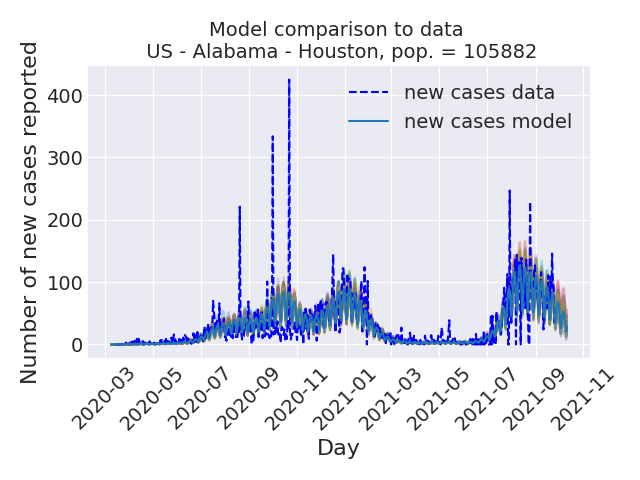 Model comparison to data
US - Alabama - Houston, pop. = 105882
Number of new cases reported
400
300
200
100
0
new cases data
new cases model
2020-03
2020-05
2020-07
2020-09
2020-11
2021-01
2021-03
2021-05
2021-07
2021-09
2021-11
Day